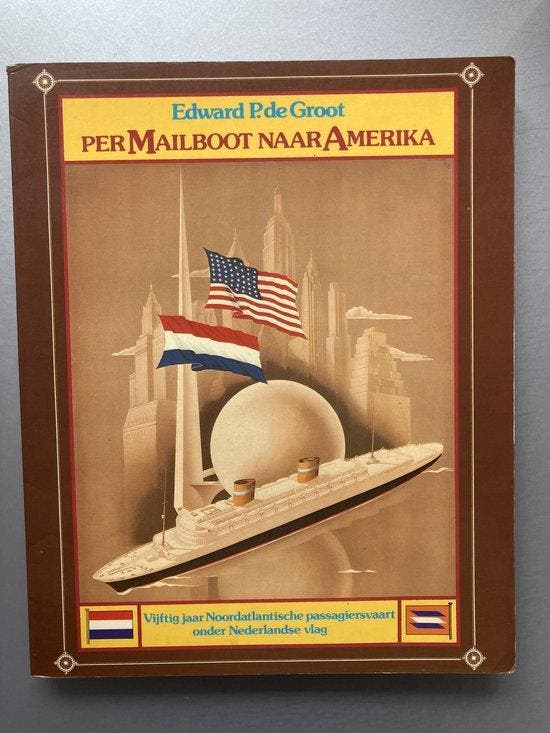 Edward P. de Groot
PER MAILBOOT NAAR AMERIKA
Vijftig jaar Noordatlantische passagiersvaart
onder Nederlandse vlag